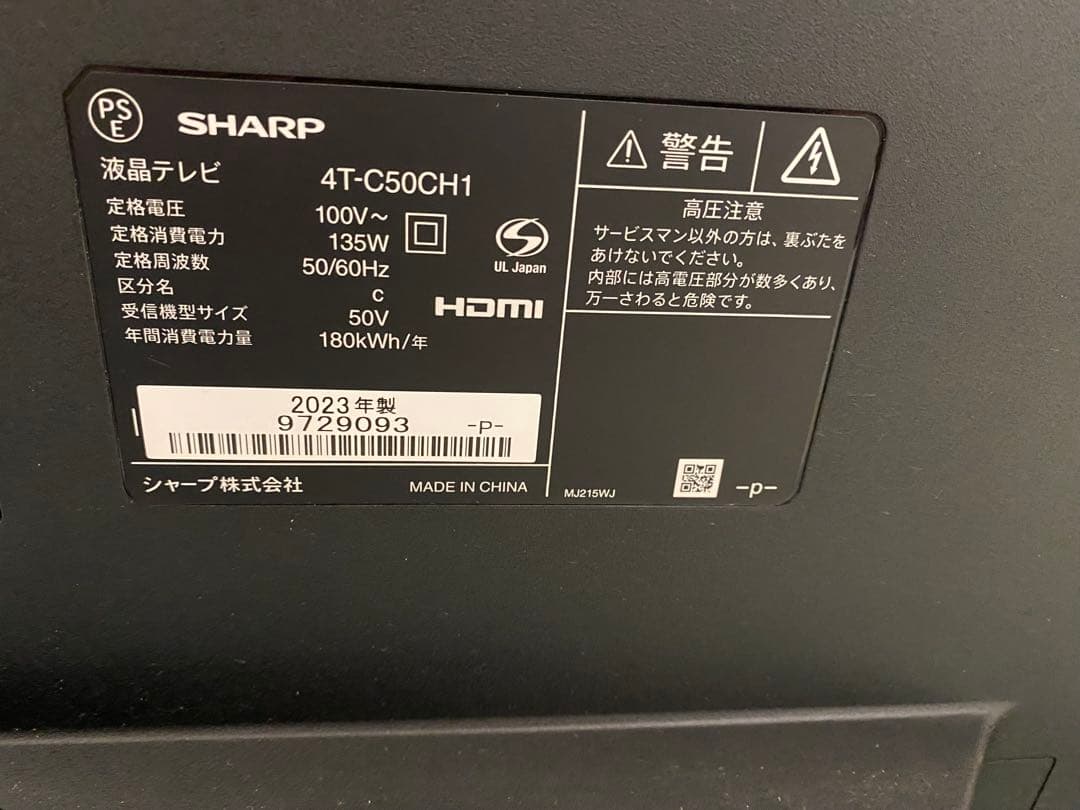 PS
E
SHARP
液晶テレビ 4T-C50CH1
定格電圧 100V～
定格消費電力 135W
定格周波数 50/60Hz
区分名 c
受信機型サイズ 50V
年間消費電力量 180kWh/年
UL Japan
HDMI
2023年製
9729093 -P-
シャープ株式会社 MADE IN CHINA
警告
高圧注意
サービスマン以外の方は、裏ぶたを
あけないでください。
内部には高電圧部分が数多くあり、
万一さわると危険です。
MJ215WJ -p-